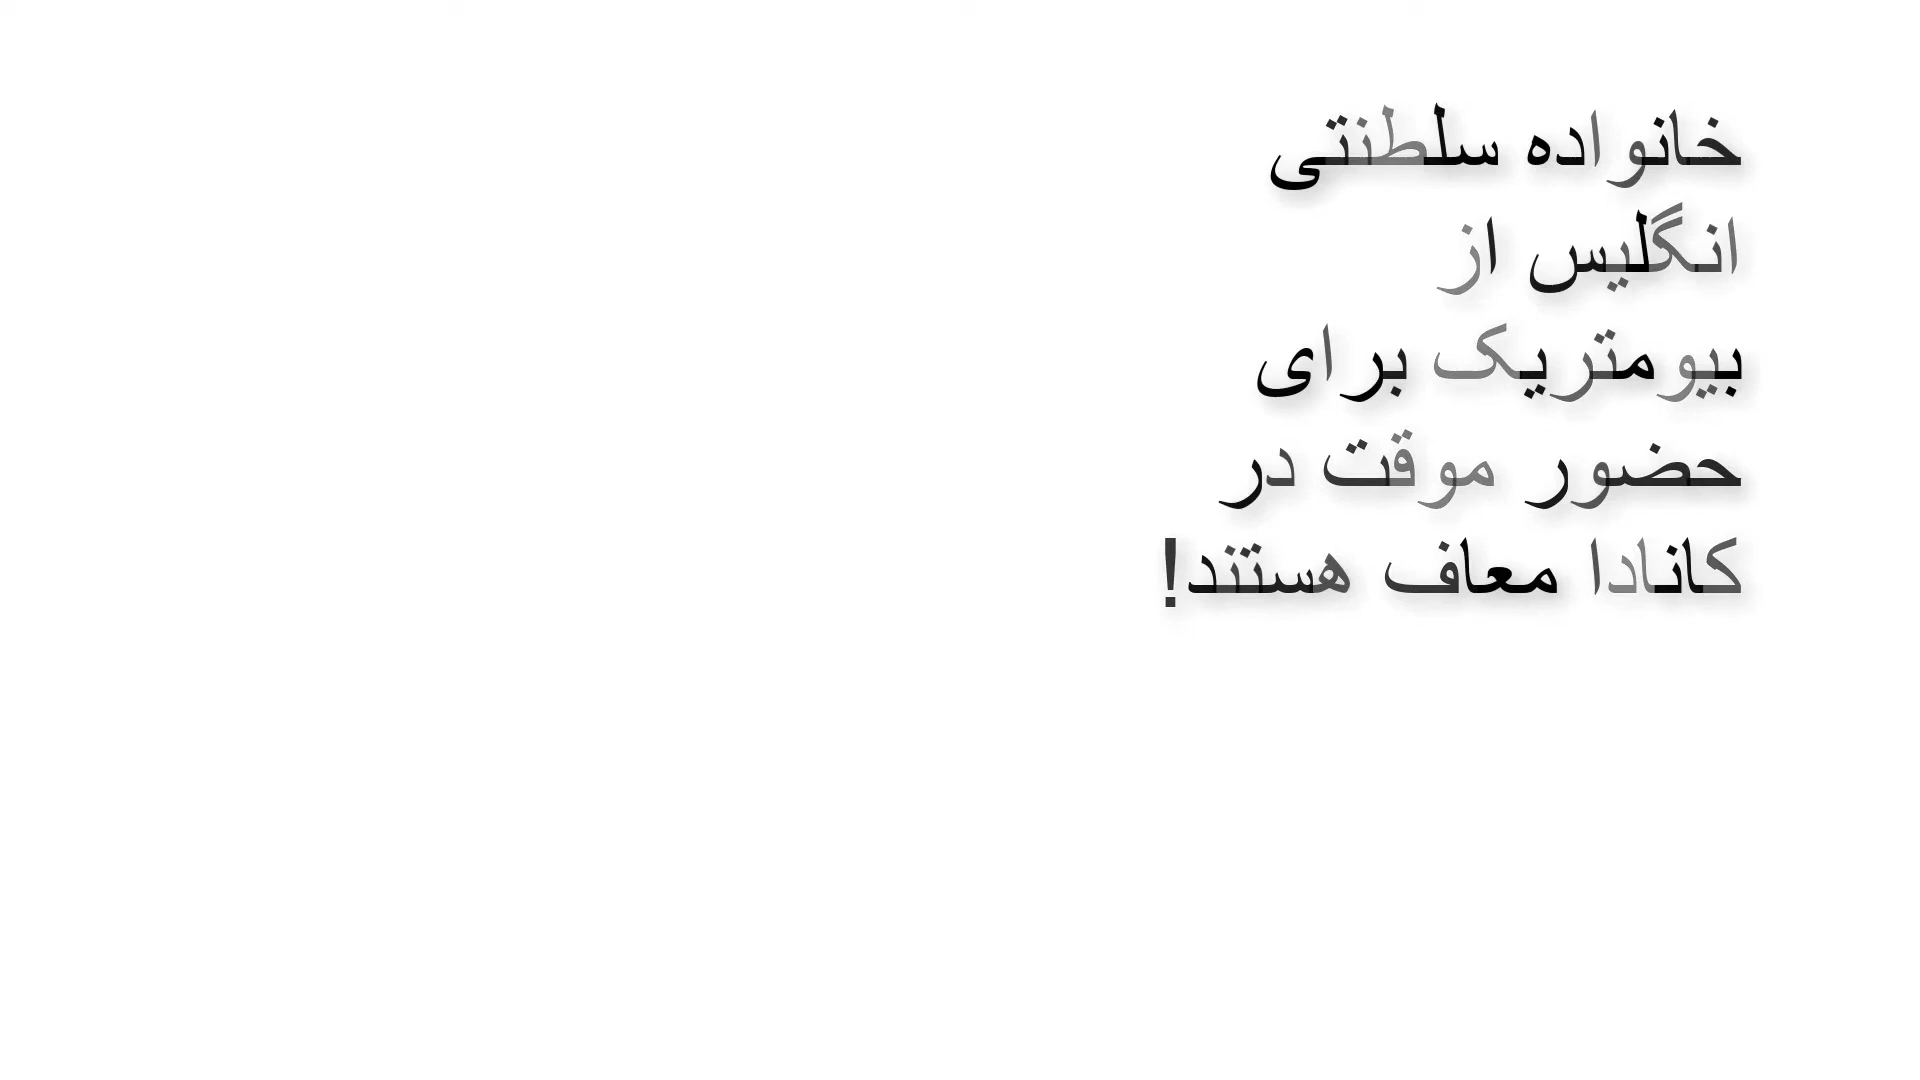 خانواده سلطنتی
انگلیس از
بیومتریک برای
حضور موقت در
کانادا معاف هستند!